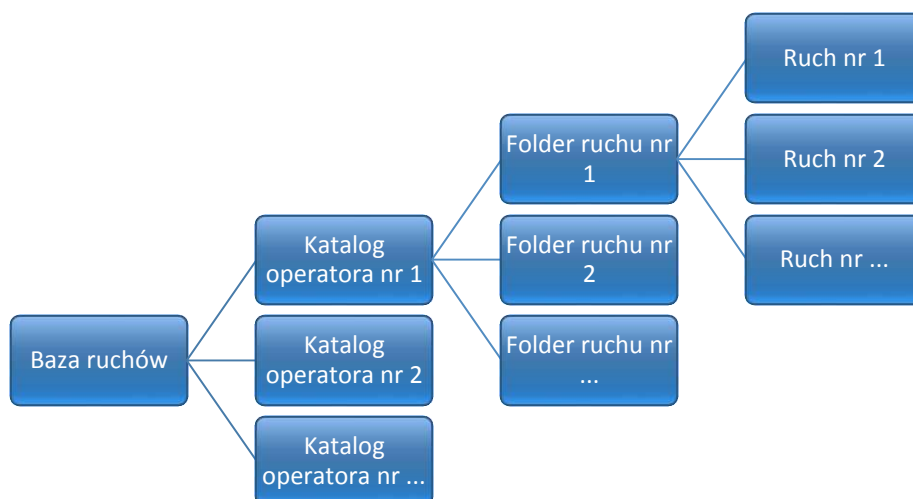 Baza ruchów
Katalog
operatora nr 1
Katalog
operatora nr 2
Katalog
operatora nr ...
Folder ruchu nr
1
Folder ruchu nr
2
Folder ruchu nr
...
Ruch nr 1
Ruch nr 2
Ruch nr ...